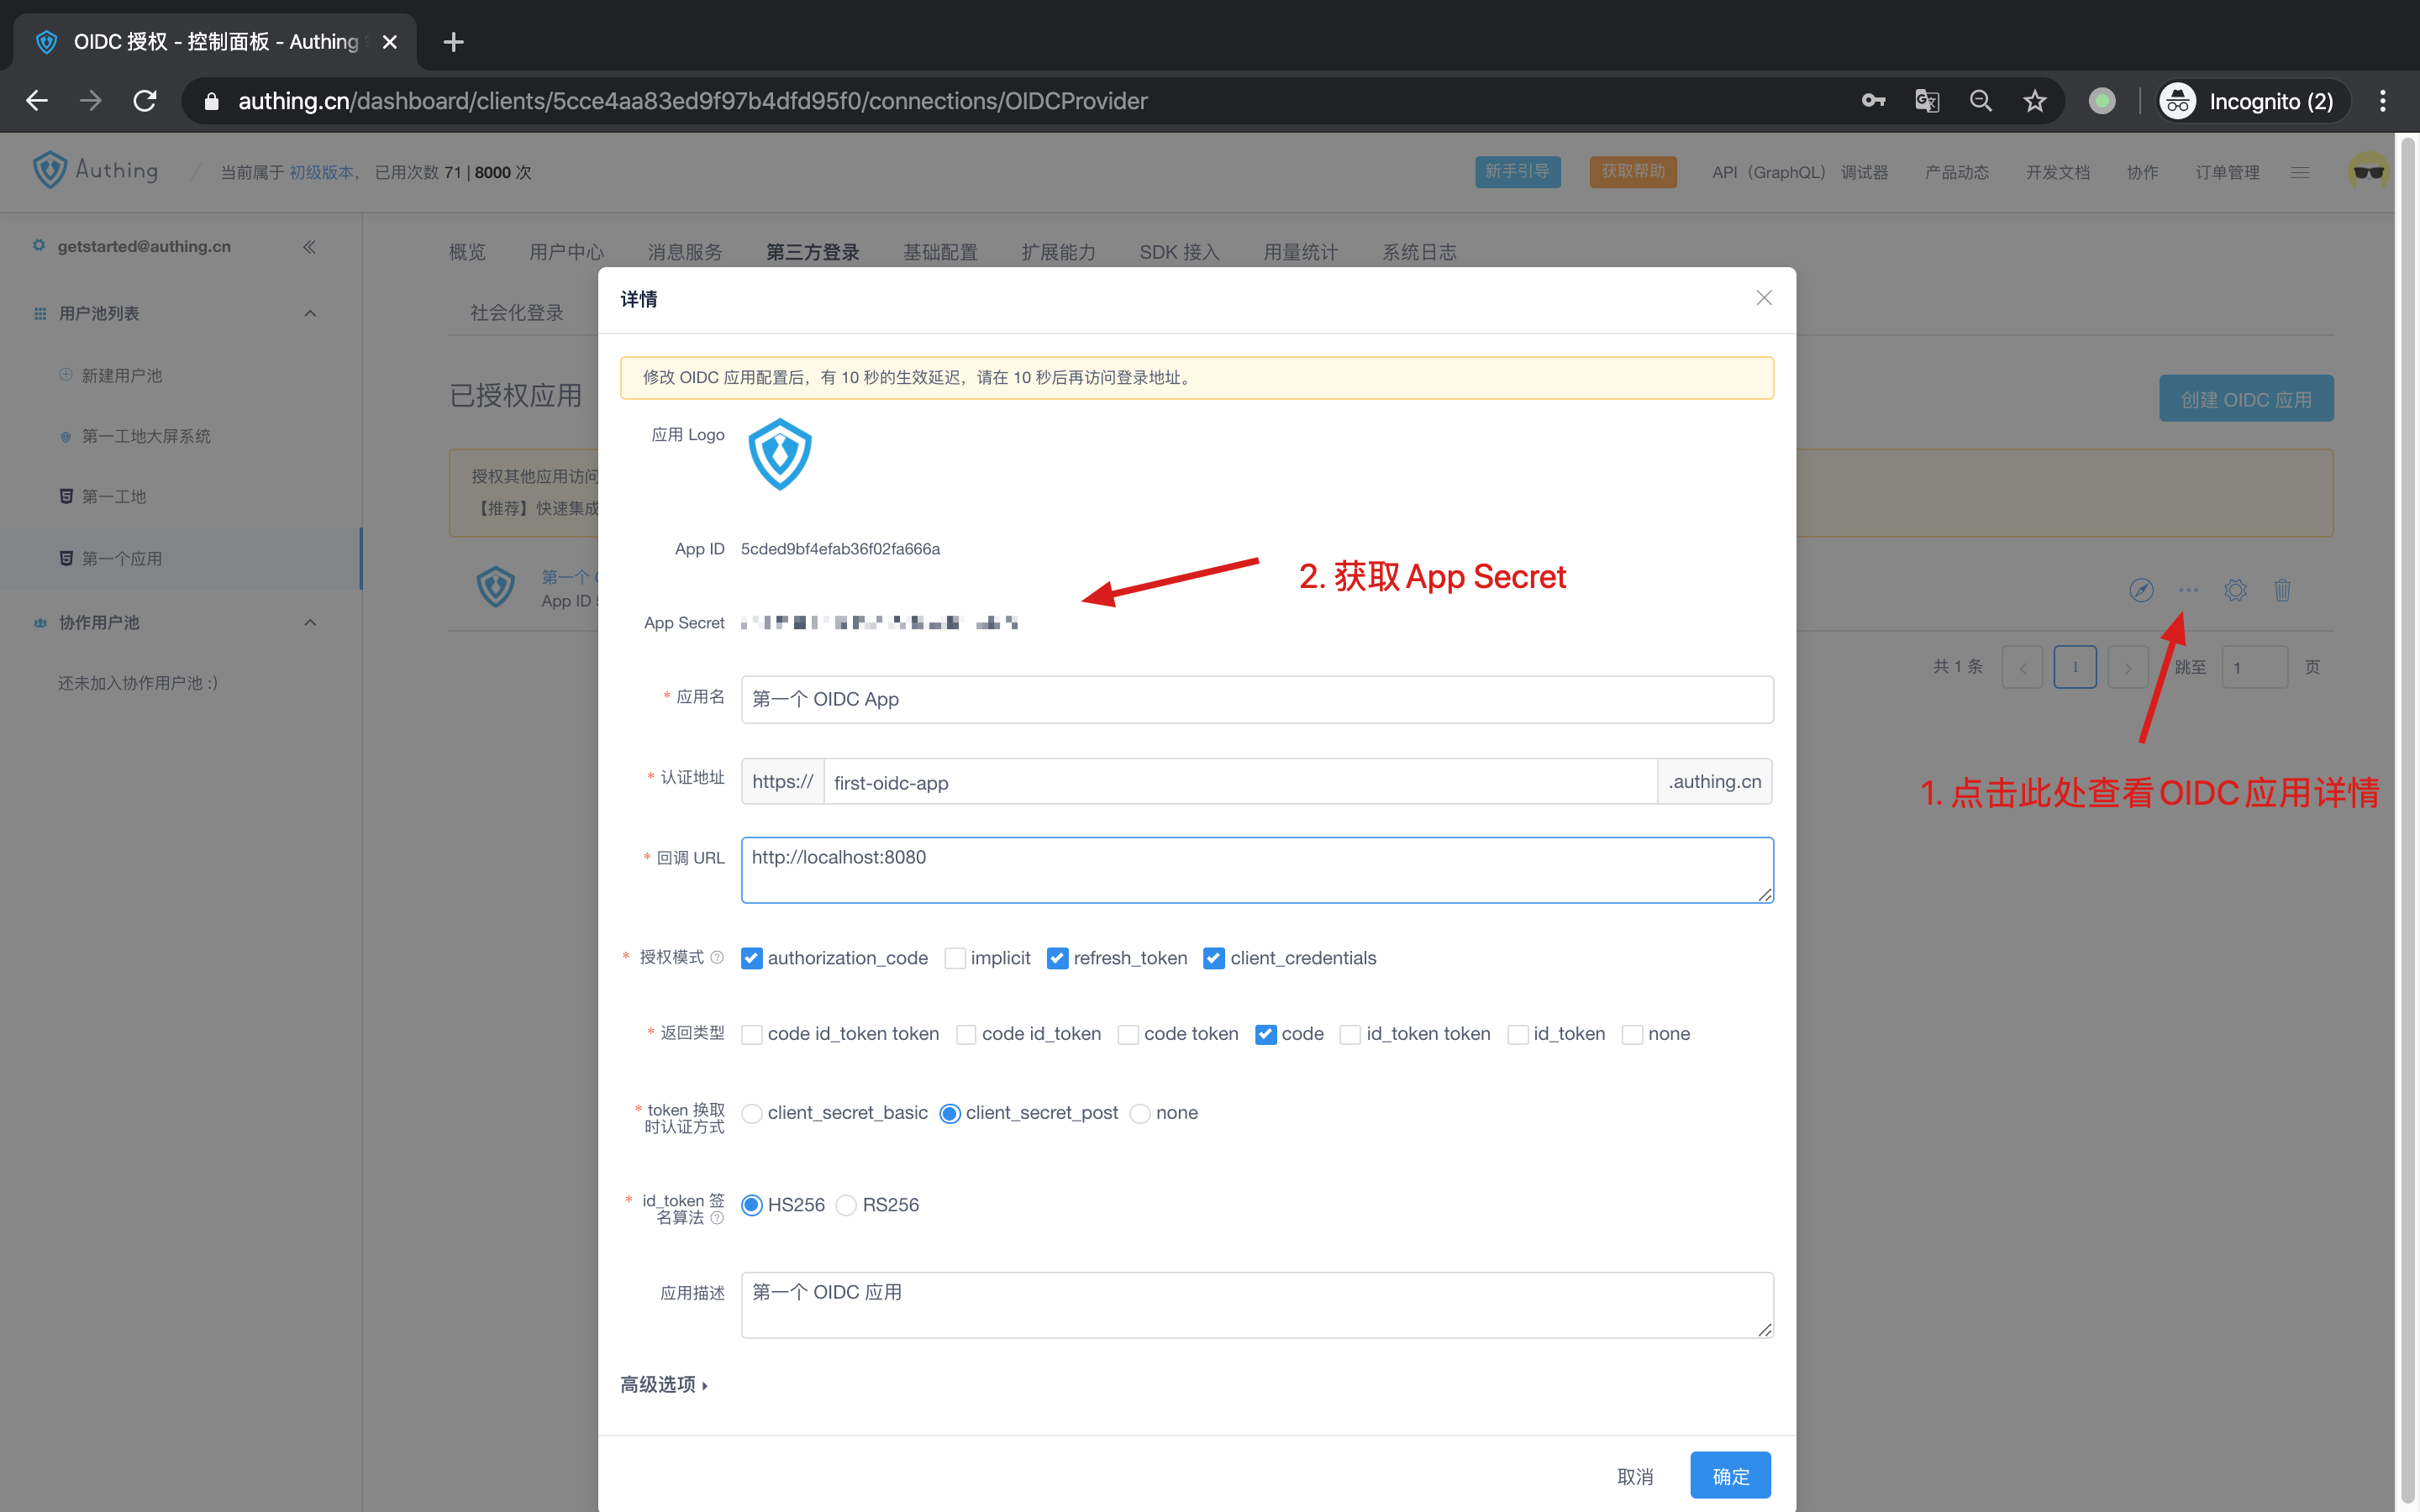 OIDC 授权 - 控制面板 - Authing
authing.cn/dashboard/clients/5cce4aa83ed9f97b4dfd95f0/connections/OIDCProvider
Incognito (2)
Authing / 当前属于 初级版本， 已用次数 71 | 8000 次
新手引导 获取帮助 API（GraphQL） 调试器 产品动态 开发文档 协作 订单管理
getstarted@authing.cn
用户池列表
新建用户池
第一工地大屏系统
第一工地
第一个应用
协作用户池
还未加入协作用户池 :)
概览 用户中心 消息服务 第三方登录 基础配置 扩展能力 SDK 接入 用量统计 系统日志
社会化登录
已授权应用
创建 OIDC 应用
授权其他应用访问
【推荐】快速集成
第一个
App ID
共 1 条 1 跳至 1 页
详情
修改 OIDC 应用配置后，有 10 秒的生效延迟，请在 10 秒后再访问登录地址。
应用 Logo
App ID 5cded9bf4efab36f02fa666a
2. 获取 App Secret
App Secret
* 应用名 第一个 OIDC App
* 认证地址 https:// first-oidc-app .authing.cn
1. 点击此处查看 OIDC 应用详情
* 回调 URL http://localhost:8080
* 授权模式 authorization_code implicit refresh_token client_credentials
* 返回类型 code id_token token code id_token code token code id_token token id_token none
* token 换取
时认证方式 client_secret_basic client_secret_post none
* id_token 签
名算法 HS256 RS256
应用描述 第一个 OIDC 应用
高级选项
取消 确定